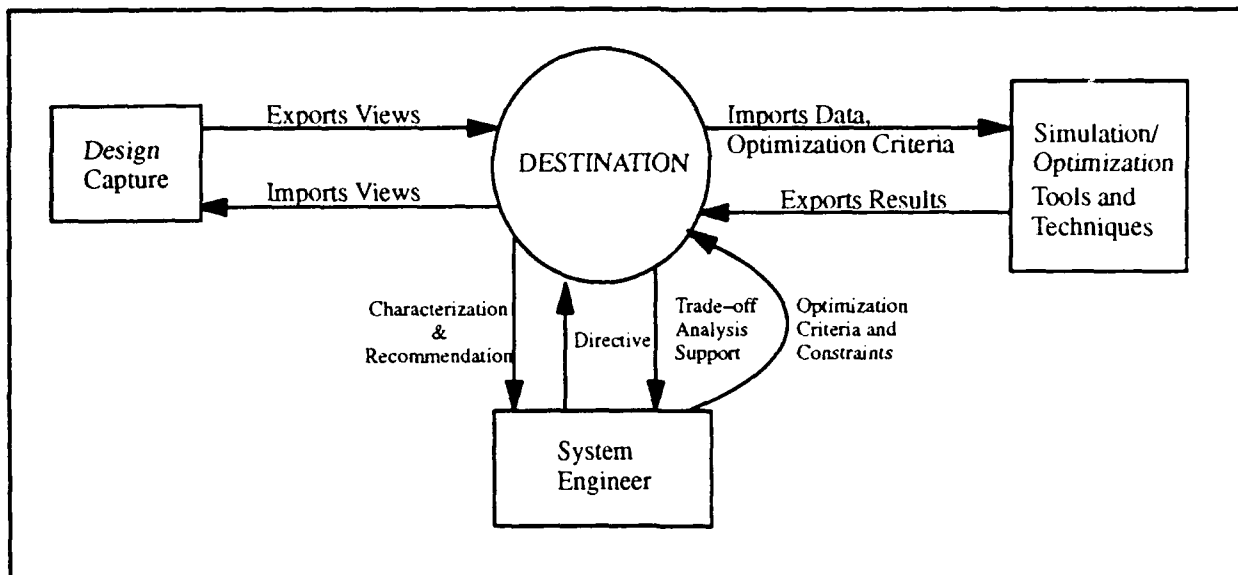 Design
Capture
Exports Views
Imports Views
DESTINATION
Imports Data,
Optimization Criteria
Exports Results
Simulation/
Optimization
Tools and
Techniques
Characterization
&
Recommendation
Directive
Trade-off
Analysis
Support
Optimization
Criteria and
Constraints
System
Engineer